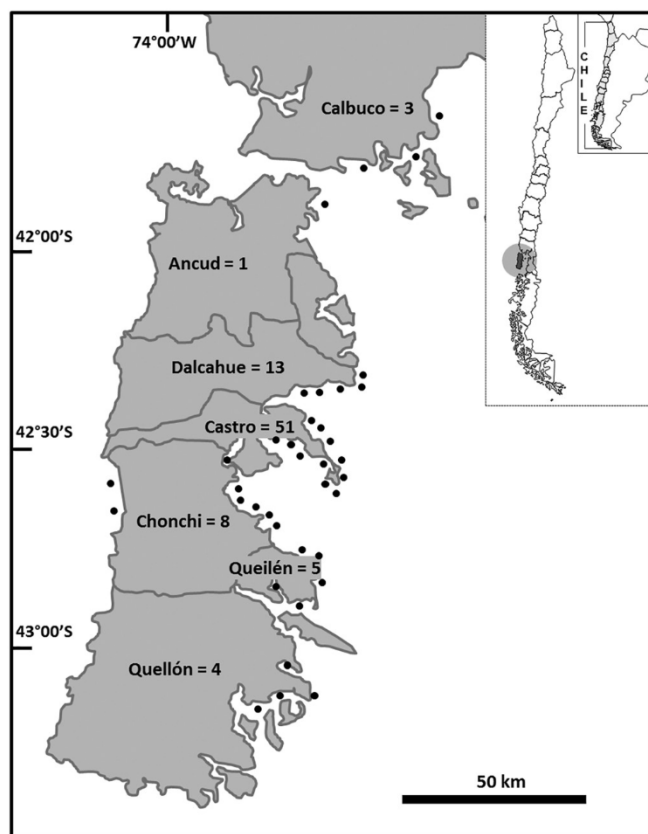 74°00'W
CHILE
Calbuco = 3
42°00'S
Ancud = 1
Dalcahue = 13
Castro = 51
42°30'S
Chonchi = 8
Queilén = 5
43°00'S
Quellón = 4
50 km